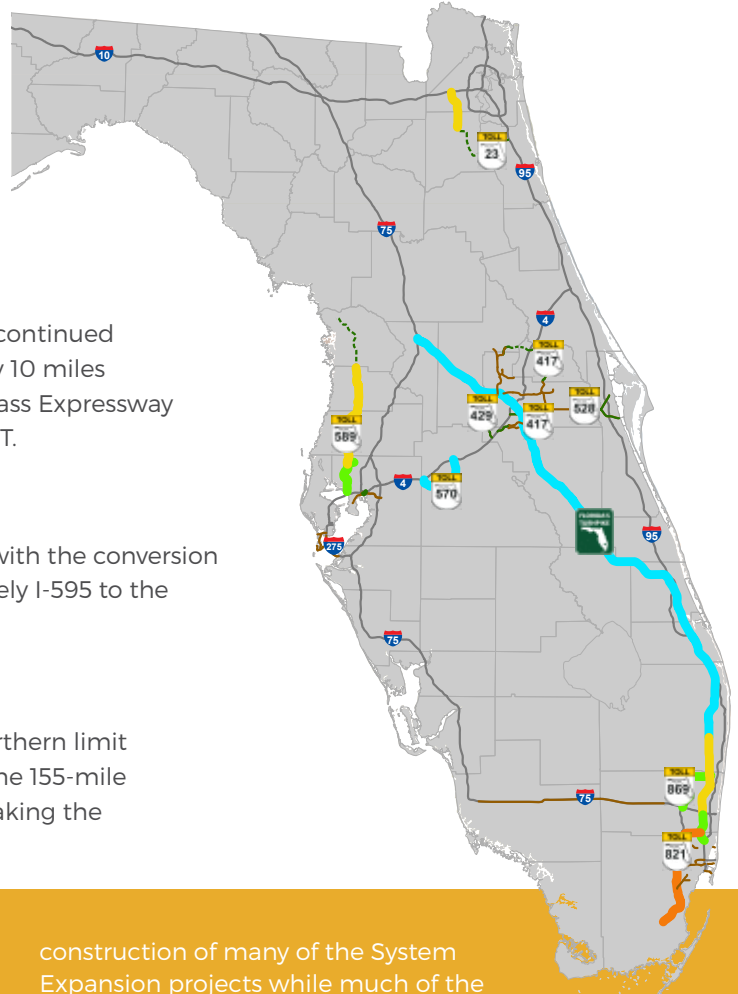 10
TOLL
23
95
75
continued
4
y 10 miles
TOLL
417
ass Expressway
TOLL
429
TOLL
417
TOLL
528
T.
TOLL
589
4
TOLL
570
FLORIDA'S
TURNPIKE
95
275
with the conversion
ely I-595 to the
75
rthern limit
ne 155-mile
aking the
TOLL
869
75
TOLL
821
construction of many of the System
Expansion projects while much of the